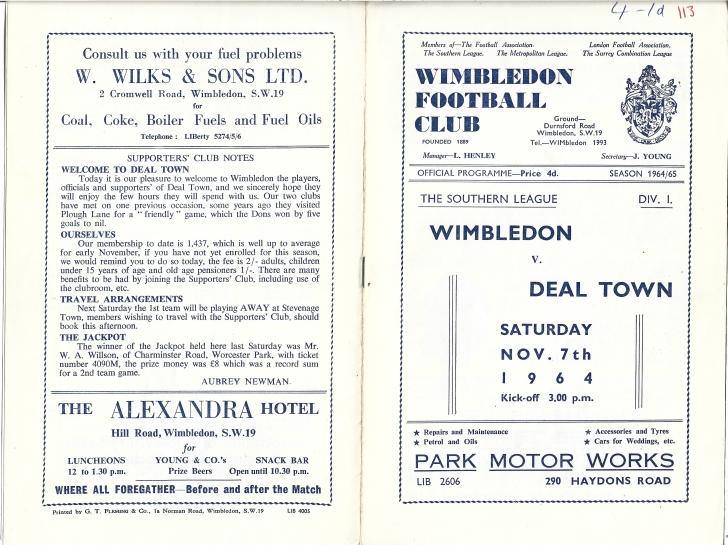 Consult us with your fuel problems
W. WILKS & SONS LTD.
2 Cromwell Road, Wimbledon, S.W.19
for
Coal, Coke, Boiler Fuels and Fuel Oils
Telephone : LIBerty 5274/5/6
SUPPORTERS' CLUB NOTES
WELCOME TO DEAL TOWN
Today it is our pleasure to welcome to Wimbledon the players,
officials and supporters' of Deal Town, and we sincerely hope they
will enjoy the few hours they will spend with us. Our two clubs
have met on one previous occasion, some years ago they visited
Plough Lane for a "friendly" game, which the Dons won by five
goals to nil.
OURSELVES
Our membership to date is 1,437, which is well up to average
for early November, if you have not yet enrolled for this season,
we would remind you to do so today, the fee is 2/- adults, children
under 15 years of age and old age pensioners 1/-. There are many
benefits to be had by joining the Supporters' Club, including use of
the clubroom, etc.
TRAVEL ARRANGEMENTS
Next Saturday the 1st team will be playing AWAY at Stevenage
Town, members wishing to travel with the Supporters' Club, should
book this afternoon.
THE JACKPOT
The winner of the Jackpot held here last Saturday was Mr.
W. A. Willson, of Charminster Road, Worcester Park, with ticket
number 4090M, the prize money was £8 which was a record sum
for a 2nd team game.
AUBREY NEWMAN.
THE ALEXANDRA HOTEL
Hill Road, Wimbledon, S.W.19
for
LUNCHEONS YOUNG & CO.'s SNACK BAR
12 to 1.30 p.m. Prize Beers Open until 10.30 p.m.
WHERE ALL FOREGATHER—Before and after the Match
Printed by G. T. FLEMING & CO., 1a Norman Road, Wimbledon, S.W.19 LIB 4005
4-1d 113
Members of—The Football Association. London Football Association.
The Southern League. The Metropolitan League. The Surrey Combination League
WIMBLEDON
FOOTBALL
CLUB
FOUNDED 1889
Ground—
Durnsford Road
Wimbledon, S.W.19
Tel.—WIMbledon 1993
Manager—L. HENLEY Secretary—J. YOUNG
OFFICIAL PROGRAMME—Price 4d. SEASON 1964/65
THE SOUTHERN LEAGUE DIV. 1.
WIMBLEDON
v.
DEAL TOWN
SATURDAY
NOV. 7th
1 9 6 4
Kick-off 3.00 p.m.
★ Repairs and Maintenance ★ Accessories and Tyres
★ Petrol and Oils ★ Cars for Weddings, etc.
PARK MOTOR WORKS
LIB 2606 290 HAYDONS ROAD